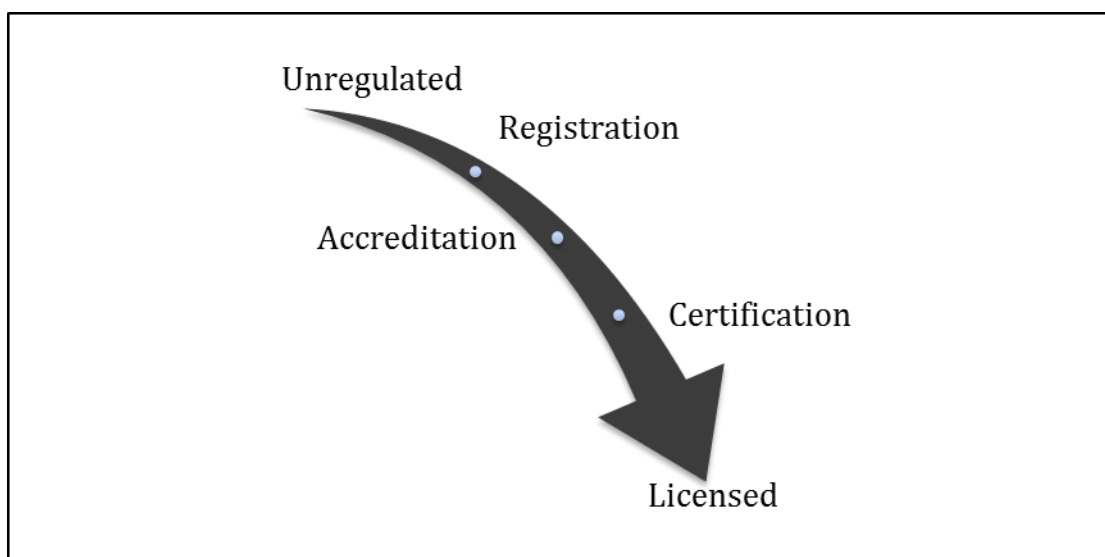 Unregulated
Registration
Accreditation
Certification
Licensed